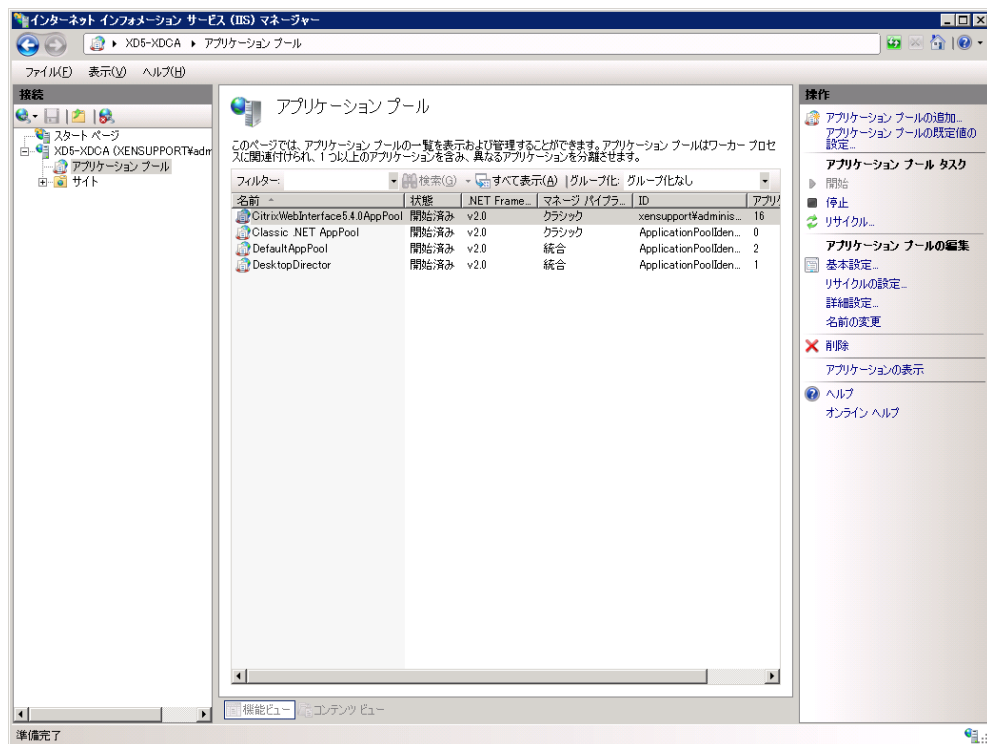 インターネット インフォメーション サービス (IIS) マネージャー
XD5-XDCA
アプリケーション プール
ファイル(F) 表示(V) ヘルプ(H)
接続
スタート ページ
XD5-XDCA (XENSUPPORT¥adm
アプリケーション プール
サイト
アプリケーション プール
このページでは、アプリケーション プールの一覧を表示および管理することができます。アプリケーション プールはワーカー プロセ
スに関連付けられ、1 つ以上のアプリケーションを含み、異なるアプリケーションを分離させます。
フィルター: 検索(G) すべて表示(A) グループ化: グループ化なし
名前 状態 .NET Frame... マネージ パイプラ... ID アプリ
CitrixWebInterface5.4.0AppPool 開始済み v2.0 クラシック xensupport¥adminis... 16
Classic .NET AppPool 開始済み v2.0 クラシック ApplicationPoolIden... 0
DefaultAppPool 開始済み v2.0 統合 ApplicationPoolIden... 2
DesktopDirector 開始済み v2.0 統合 ApplicationPoolIden... 1
機能ビュー コンテンツ ビュー
操作
アプリケーション プールの追加...
アプリケーション プールの既定値の
設定...
アプリケーション プール タスク
開始
停止
リサイクル...
アプリケーション プールの編集
基本設定...
リサイクルの設定...
詳細設定...
名前の変更
削除
アプリケーションの表示
ヘルプ
オンライン ヘルプ
準備完了